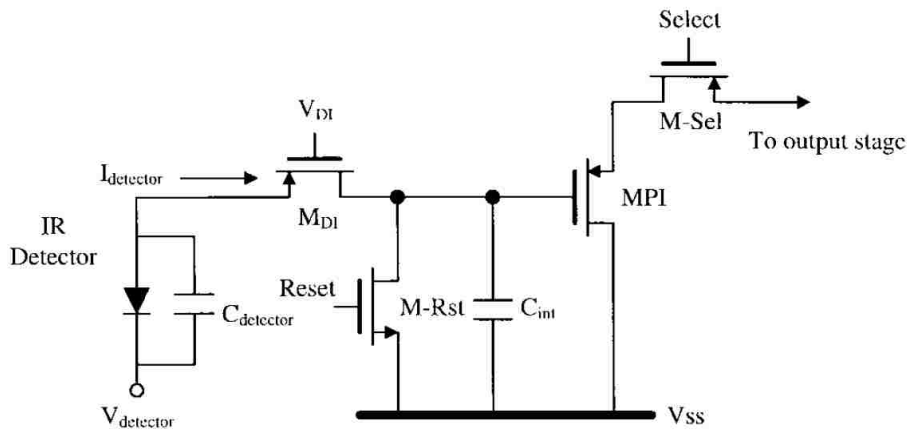 Select
M-Sel
To output stage
V_DI
I_detector
M_DI
MPI
IR
Detector
Reset
M-Rst
C_int
C_detector
V_detector
Vss